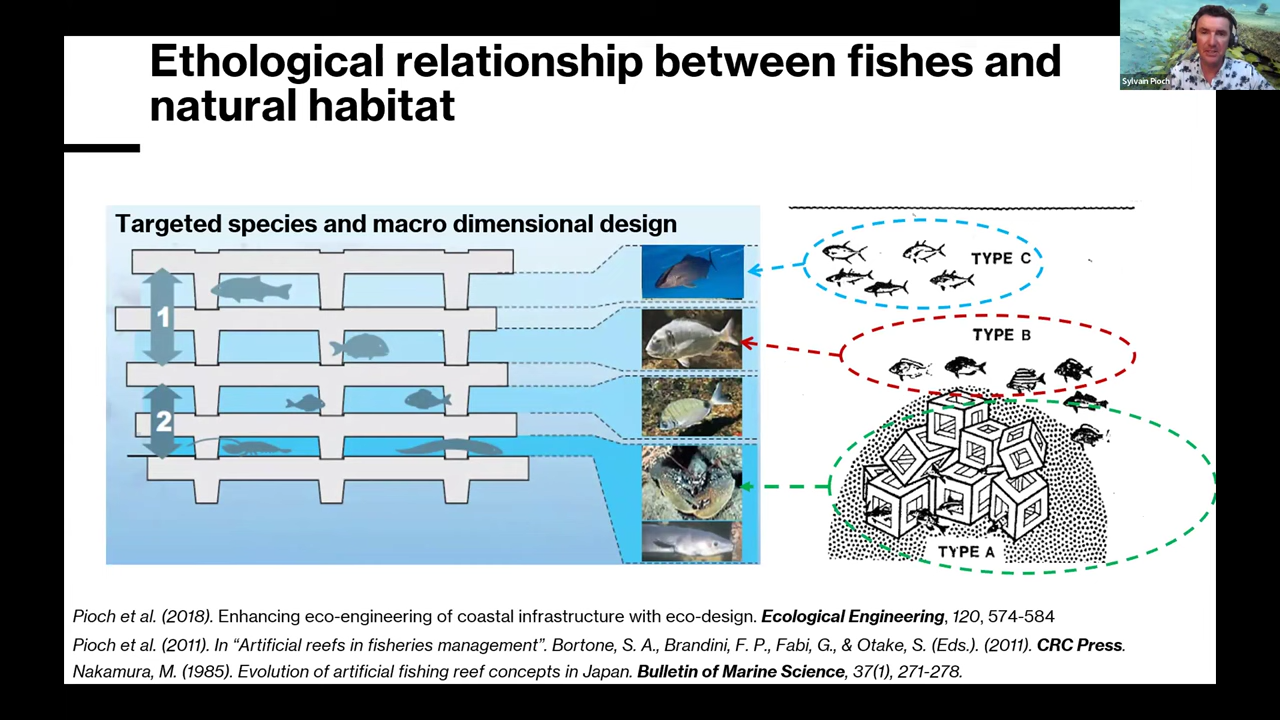 Ethological relationship between fishes and
natural habitat
Sylvain Pioch
Targeted species and macro dimensional design
1
2
TYPE C
TYPE B
TYPE A
Pioch et al. (2018). Enhancing eco-engineering of coastal infrastructure with eco-design. Ecological Engineering, 120, 574-584
Pioch et al. (2011). In “Artificial reefs in fisheries management”. Bortone, S. A., Brandini, F. P., Fabi, G., & Otake, S. (Eds.). (2011). CRC Press.
Nakamura, M. (1985). Evolution of artificial fishing reef concepts in Japan. Bulletin of Marine Science, 37(1), 271-278.